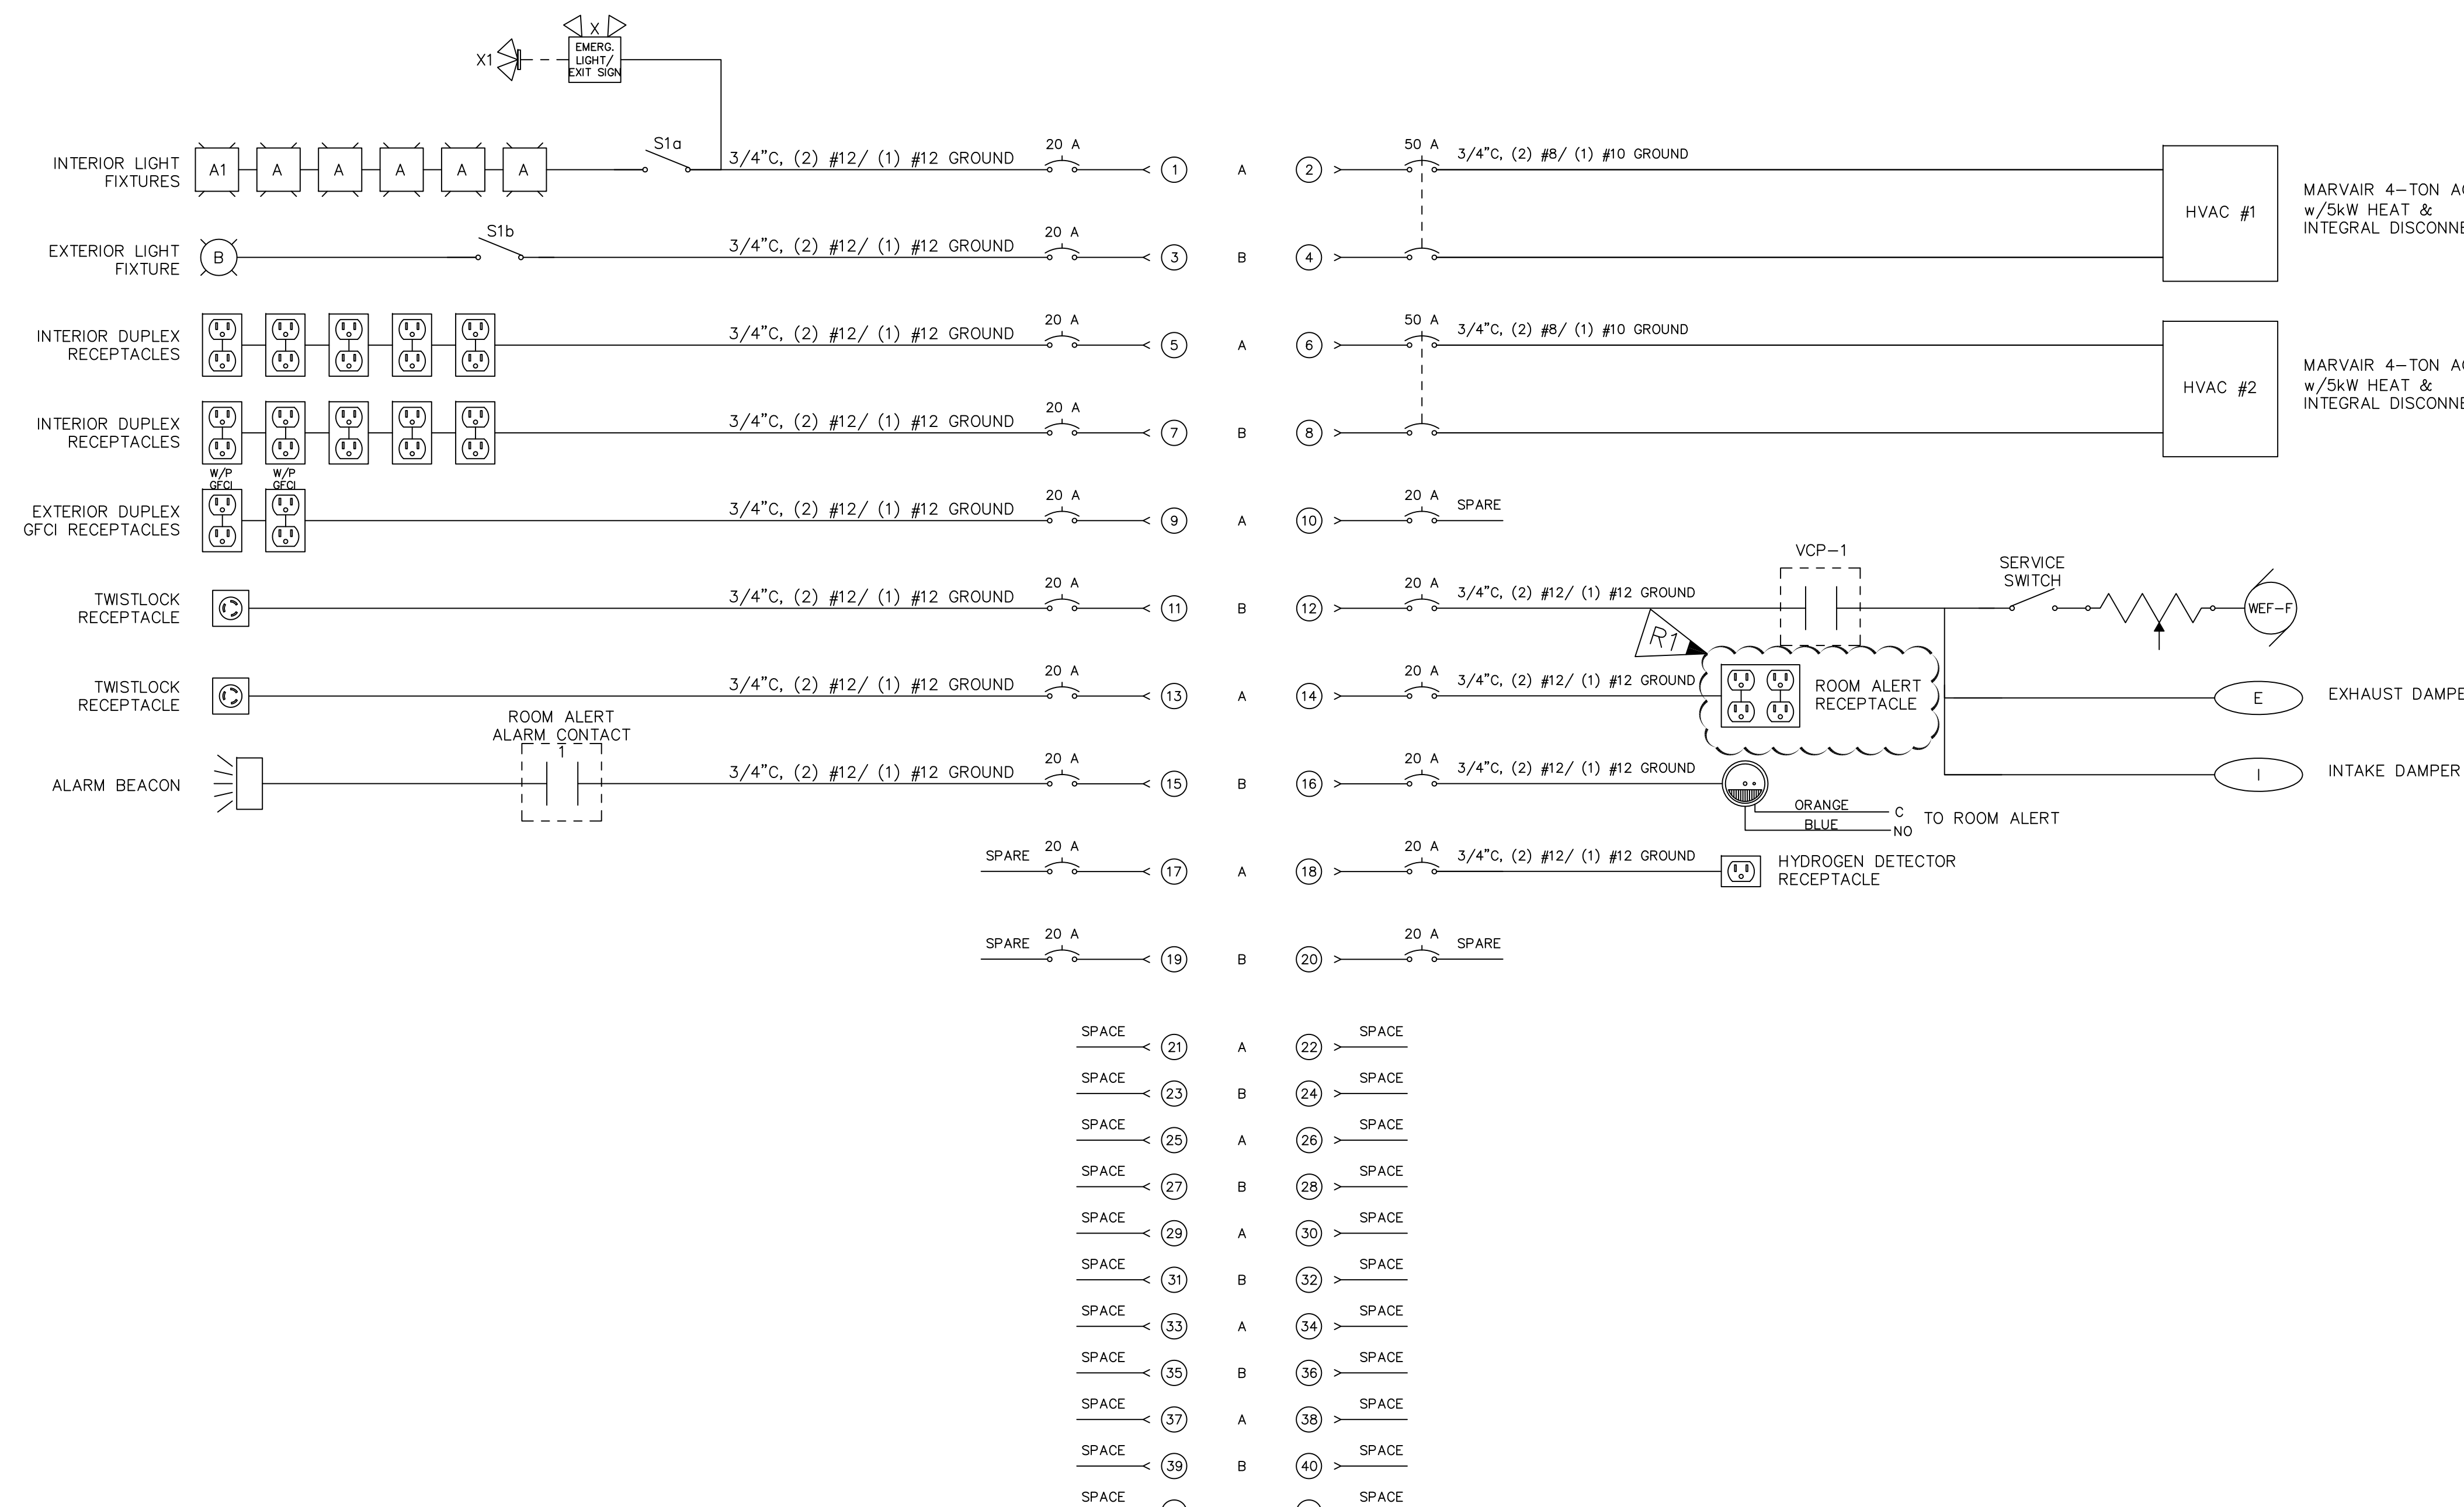 X
X1
EMERG.
LIGHT/
EXIT SIGN
INTERIOR LIGHT
FIXTURES
A1 A A A A A
S1a
3/4"C, (2) #12/ (1) #12 GROUND
20 A
1
A
2
50 A
3/4"C, (2) #8/ (1) #10 GROUND
HVAC #1
MARVAIR 4-TON
w/5kW HEAT &
INTEGRAL
EXTERIOR LIGHT
FIXTURE
B
S1b
3/4"C, (2) #12/ (1) #12 GROUND
20 A
3
B
4
INTERIOR DUPLEX
RECEPTACLES
3/4"C, (2) #12/ (1) #12 GROUND
20 A
5
A
6
50 A
3/4"C, (2) #8/ (1) #10 GROUND
HVAC #2
MARVAIR 4-TON
w/5kW HEAT &
INTEGRAL
INTERIOR DUPLEX
RECEPTACLES
3/4"C, (2) #12/ (1) #12 GROUND
20 A
7
B
8
W/P
GFCI
W/P
GFCI
EXTERIOR DUPLEX
GFCI RECEPTACLES
3/4"C, (2) #12/ (1) #12 GROUND
20 A
9
A
10
20 A
SPARE
TWISTLOCK
RECEPTACLE
3/4"C, (2) #12/ (1) #12 GROUND
20 A
11
B
12
20 A
3/4"C, (2) #12/ (1) #12 GROUND
VCP-1
SERVICE
SWITCH
WEF-F
R1
TWISTLOCK
RECEPTACLE
3/4"C, (2) #12/ (1) #12 GROUND
20 A
13
A
14
20 A
3/4"C, (2) #12/ (1) #12 GROUND
ROOM ALERT
RECEPTACLE
E
EXHAUST
ROOM ALERT
ALARM CONTACT
1
ALARM BEACON
3/4"C, (2) #12/ (1) #12 GROUND
20 A
15
B
16
20 A
3/4"C, (2) #12/ (1) #12 GROUND
I
INTAKE DAMPER
ORANGE
C
BLUE
NO
TO ROOM ALERT
SPARE
20 A
17
A
18
20 A
3/4"C, (2) #12/ (1) #12 GROUND
HYDROGEN DETECTOR
RECEPTACLE
SPARE
20 A
19
B
20
20 A
SPARE
SPACE 21 A 22 SPACE
SPACE 23 B 24 SPACE
SPACE 25 A 26 SPACE
SPACE 27 B 28 SPACE
SPACE 29 A 30 SPACE
SPACE 31 B 32 SPACE
SPACE 33 A 34 SPACE
SPACE 35 B 36 SPACE
SPACE 37 A 38 SPACE
SPACE 39 B 40 SPACE
SPACE SPACE